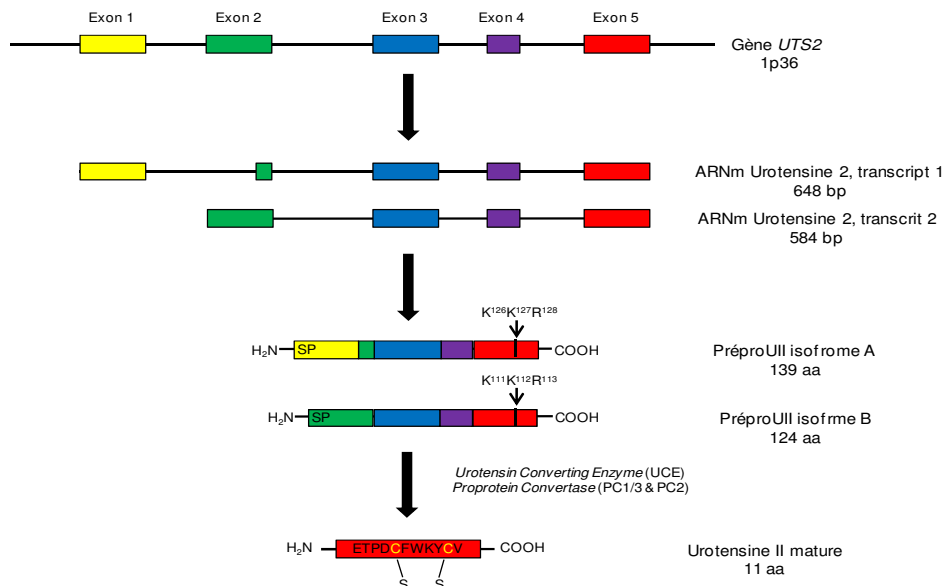 Exon 1 Exon 2 Exon 3 Exon 4 Exon 5
Gène UTS2
1p36
ARNm Urotensine 2, transcript 1
648 bp
ARNm Urotensine 2, transcrit 2
584 bp
K¹²⁶K¹²⁷R¹²⁸
H₂N SP COOH
PréproUII isofrome A
139 aa
K¹¹¹K¹¹²R¹¹³
H₂N SP COOH
PréproUII isofrme B
124 aa
Urotensin Converting Enzyme (UCE)
Proprotein Convertase (PC1/3 & PC2)
H₂N ETPDCFWKYCV COOH
Urotensine II mature
11 aa
S S